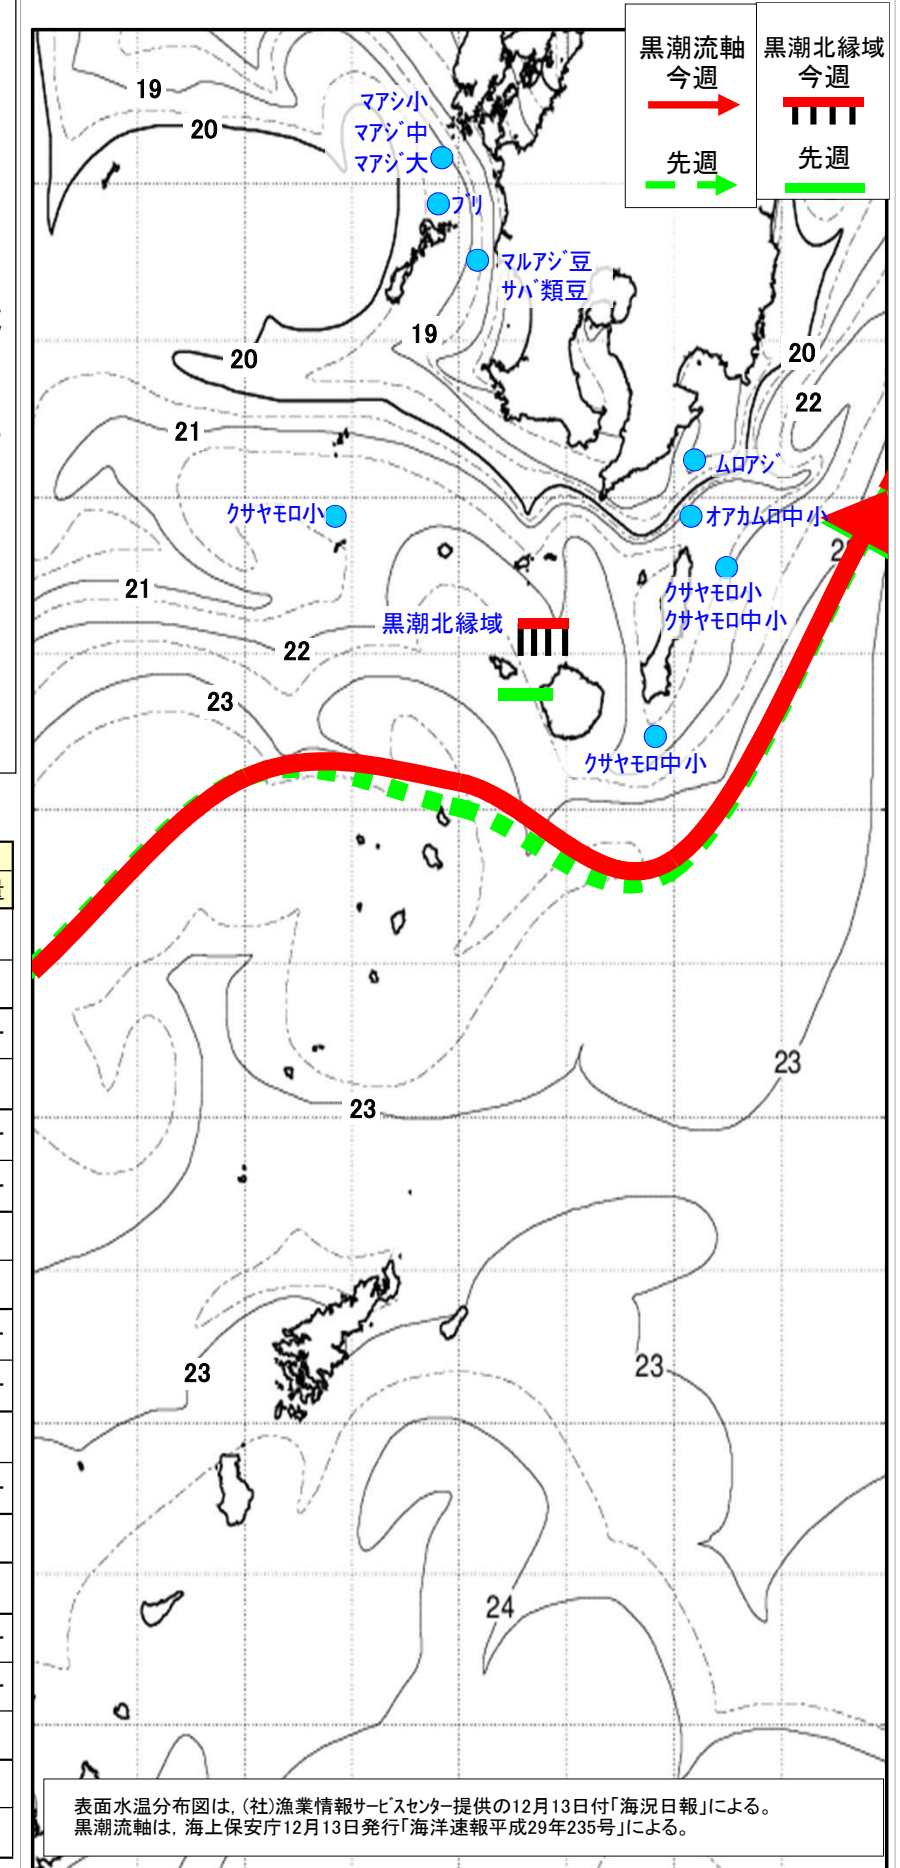 黒潮流軸
今週
先週
黒潮北縁域
今週
先週
19
20
マアジ小
マアジ中
マアジ大
ブリ
マルアジ豆
サバ類豆
19
20
20
22
21
ムロアジ
クサヤモロ小
オアカムロ中小
21
クサヤモロ小
クサヤモロ中小
黒潮北縁域
22
23
クサヤモロ中小
23
23
23
23
24
表面水温分布図は, (社)漁業情報サービスセンター提供の12月13日付「海況日報」による。
黒潮流軸は, 海上保安庁12月13日発行「海洋速報平成29年235号」による。